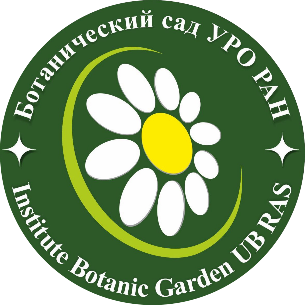 Ботанический сад УРО РАН
Institute Botanic Garden UB RAS